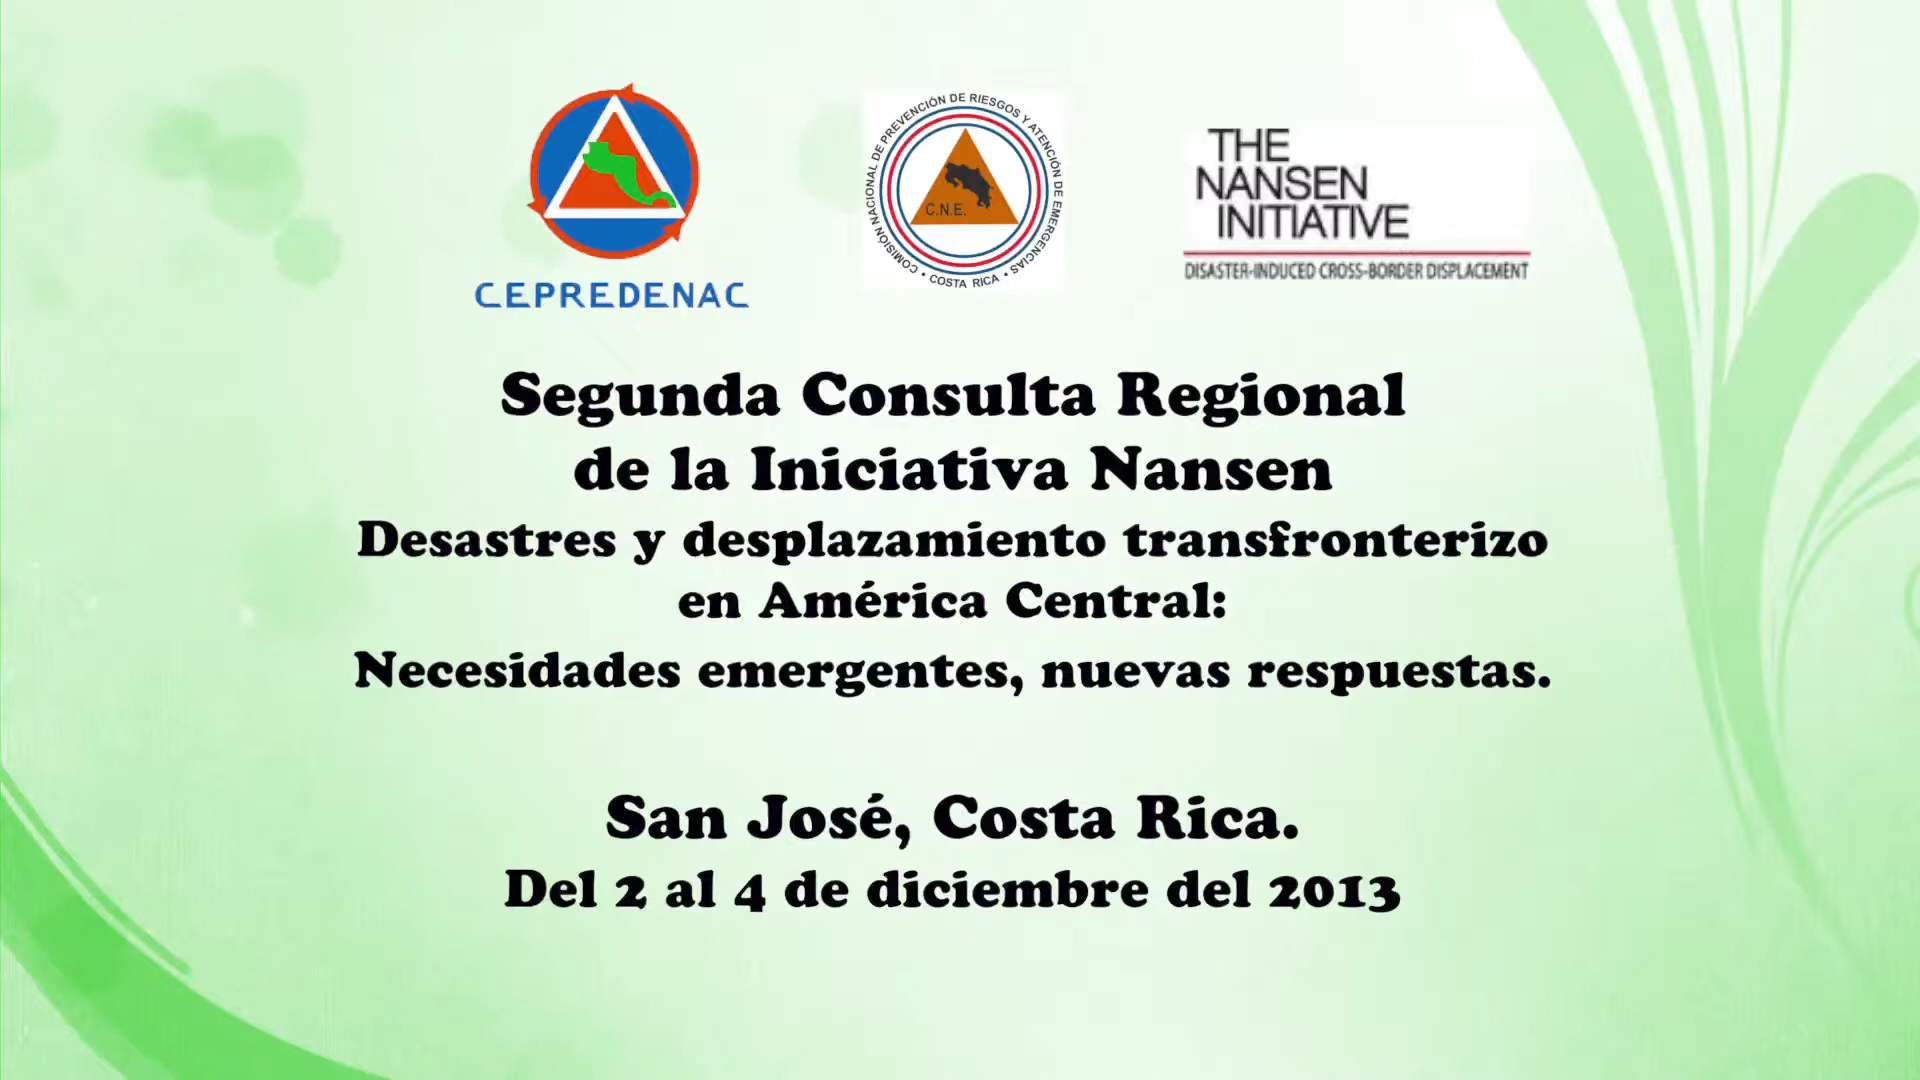 CEPREDENAC
COMISIÓN NACIONAL DE PREVENCIÓN DE RIESGOS Y ATENCIÓN DE EMERGENCIAS
• COSTA RICA •
C.N.E.
THE
NANSEN
INITIATIVE
DISASTER-INDUCED CROSS-BORDER DISPLACEMENT
Segunda Consulta Regional
de la Iniciativa Nansen
Desastres y desplazamiento transfronterizo
en América Central:
Necesidades emergentes, nuevas respuestas.
San José, Costa Rica.
Del 2 al 4 de diciembre del 2013